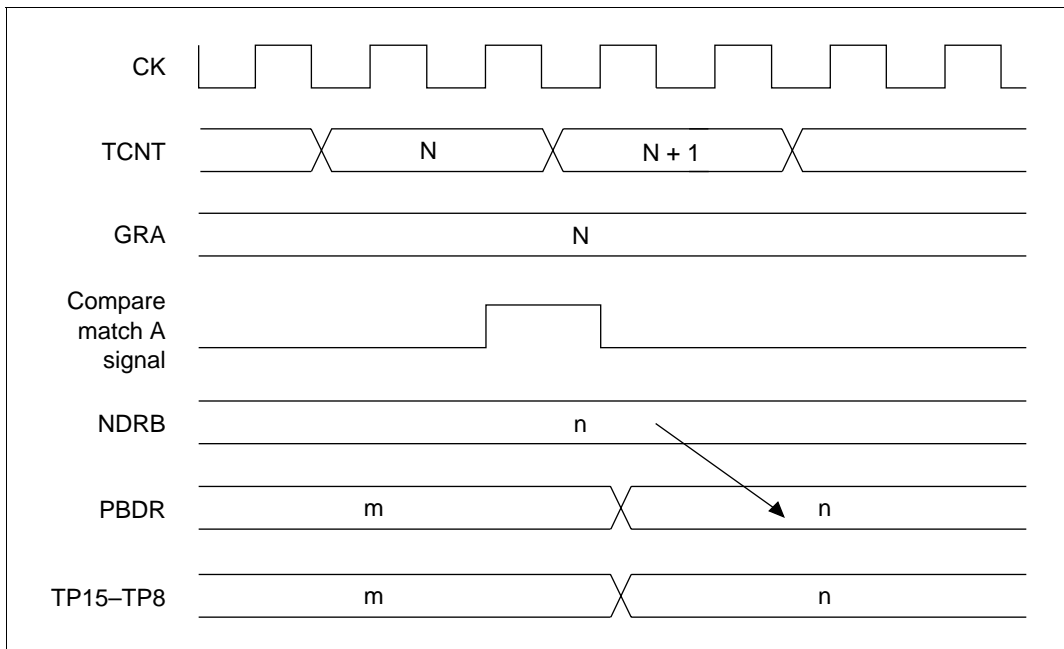 CK
TCNT
N
N + 1
GRA
N
Compare
match A
signal
NDRB
n
PBDR
m
n
TP15–TP8
m
n